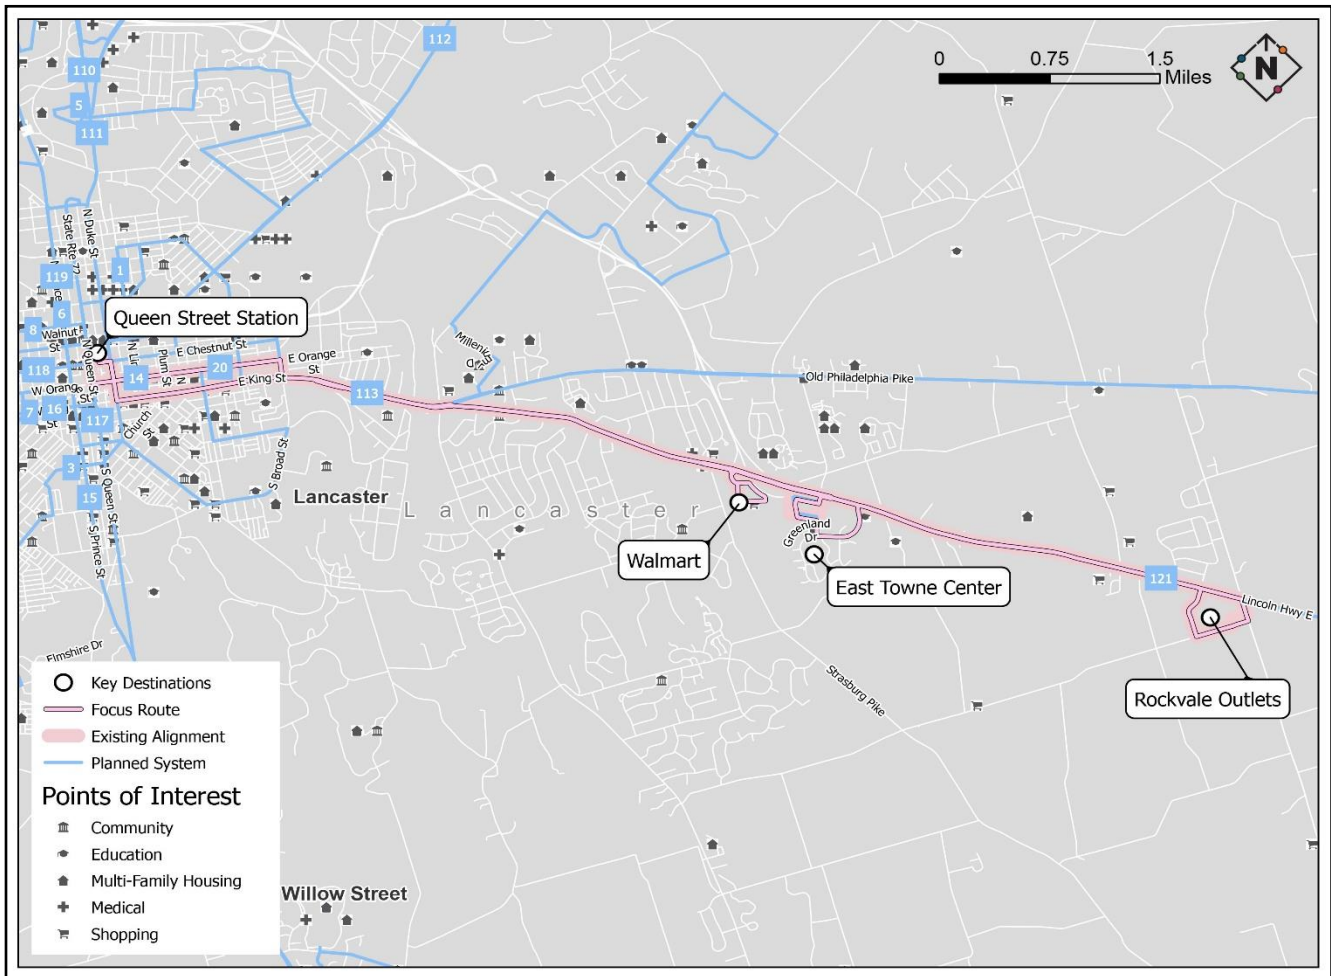 112
0 0.75 1.5
Miles
N
110
5
111
N Duke St
State Rte 72
119
1
6
Queen Street Station
8
Walnut St
E Chestnut St
Millersville
118
N Queen St
Plum St
20
E Orange St
14
E King St
W Orange St
113
Old Philadelphia Pike
7
16
117
Church St
3
S Broad St
15
S Queen St
S Prince St
Lancaster
Lancaster
Walmart
Greenland Dr
East Towne Center
121
Lincoln Hwy E
Strasburg Pike
Rockvale Outlets
Elmshire Dr
Key Destinations
Focus Route
Existing Alignment
Planned System
Points of Interest
Community
Education
Multi-Family Housing
Medical
Shopping
Willow Street